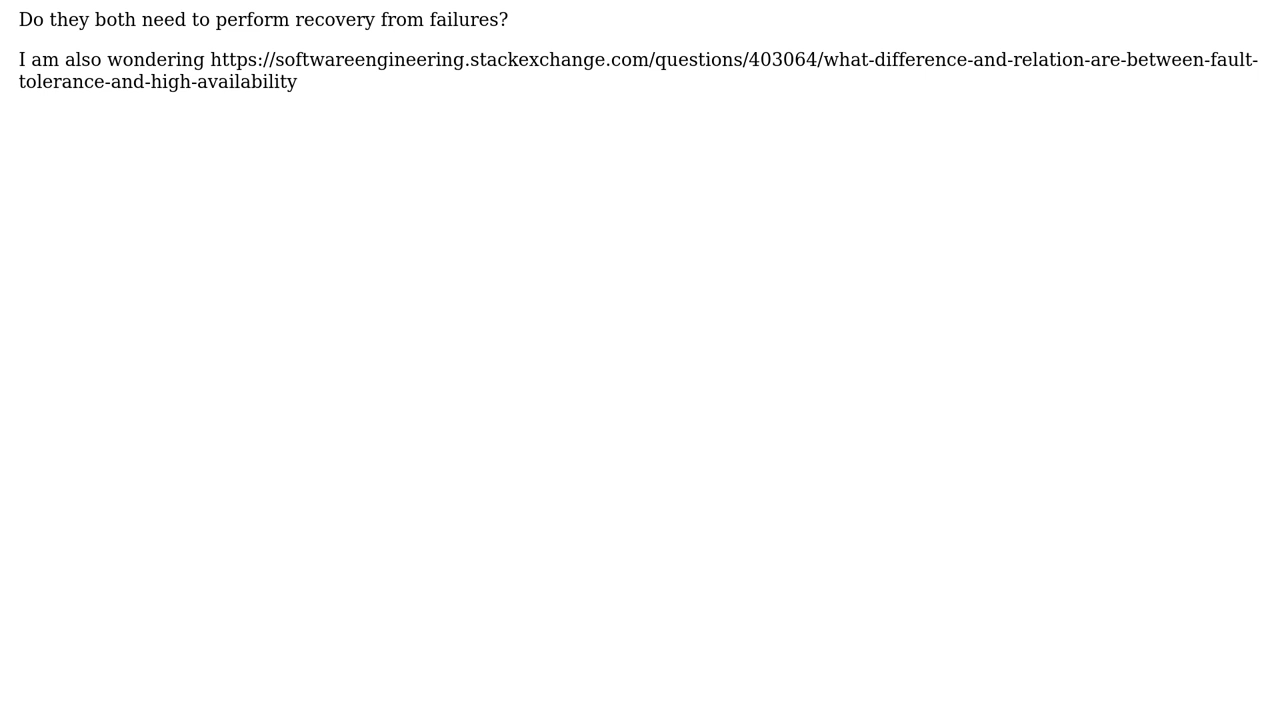 Do they both need to perform recovery from failures?
I am also wondering https://softwareengineering.stackexchange.com/questions/403064/what-difference-and-relation-are-between-fault-
tolerance-and-high-availability